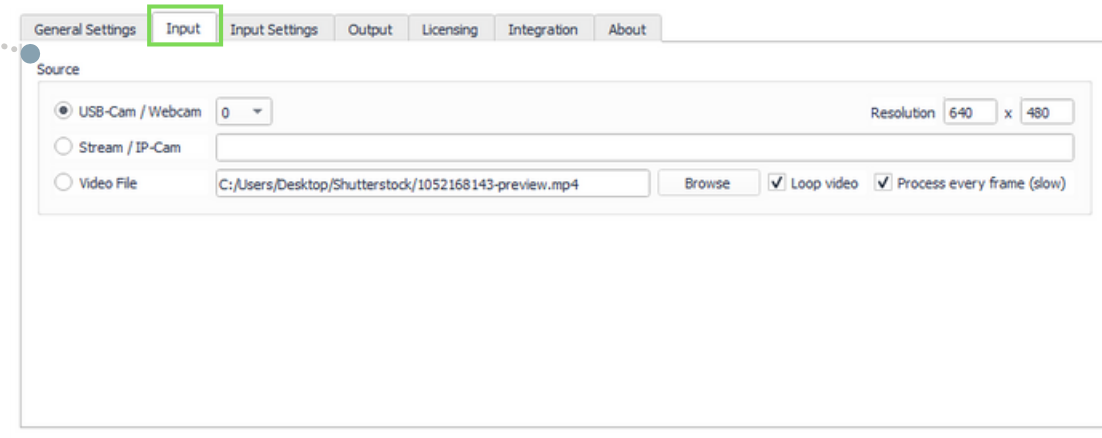 General Settings Input Input Settings Output Licensing Integration About
Source
USB-Cam / Webcam 0 Resolution 640 x 480
Stream / IP-Cam
Video File C:/Users/Desktop/Shutterstock/1052168143-preview.mp4 Browse Loop video Process every frame (slow)